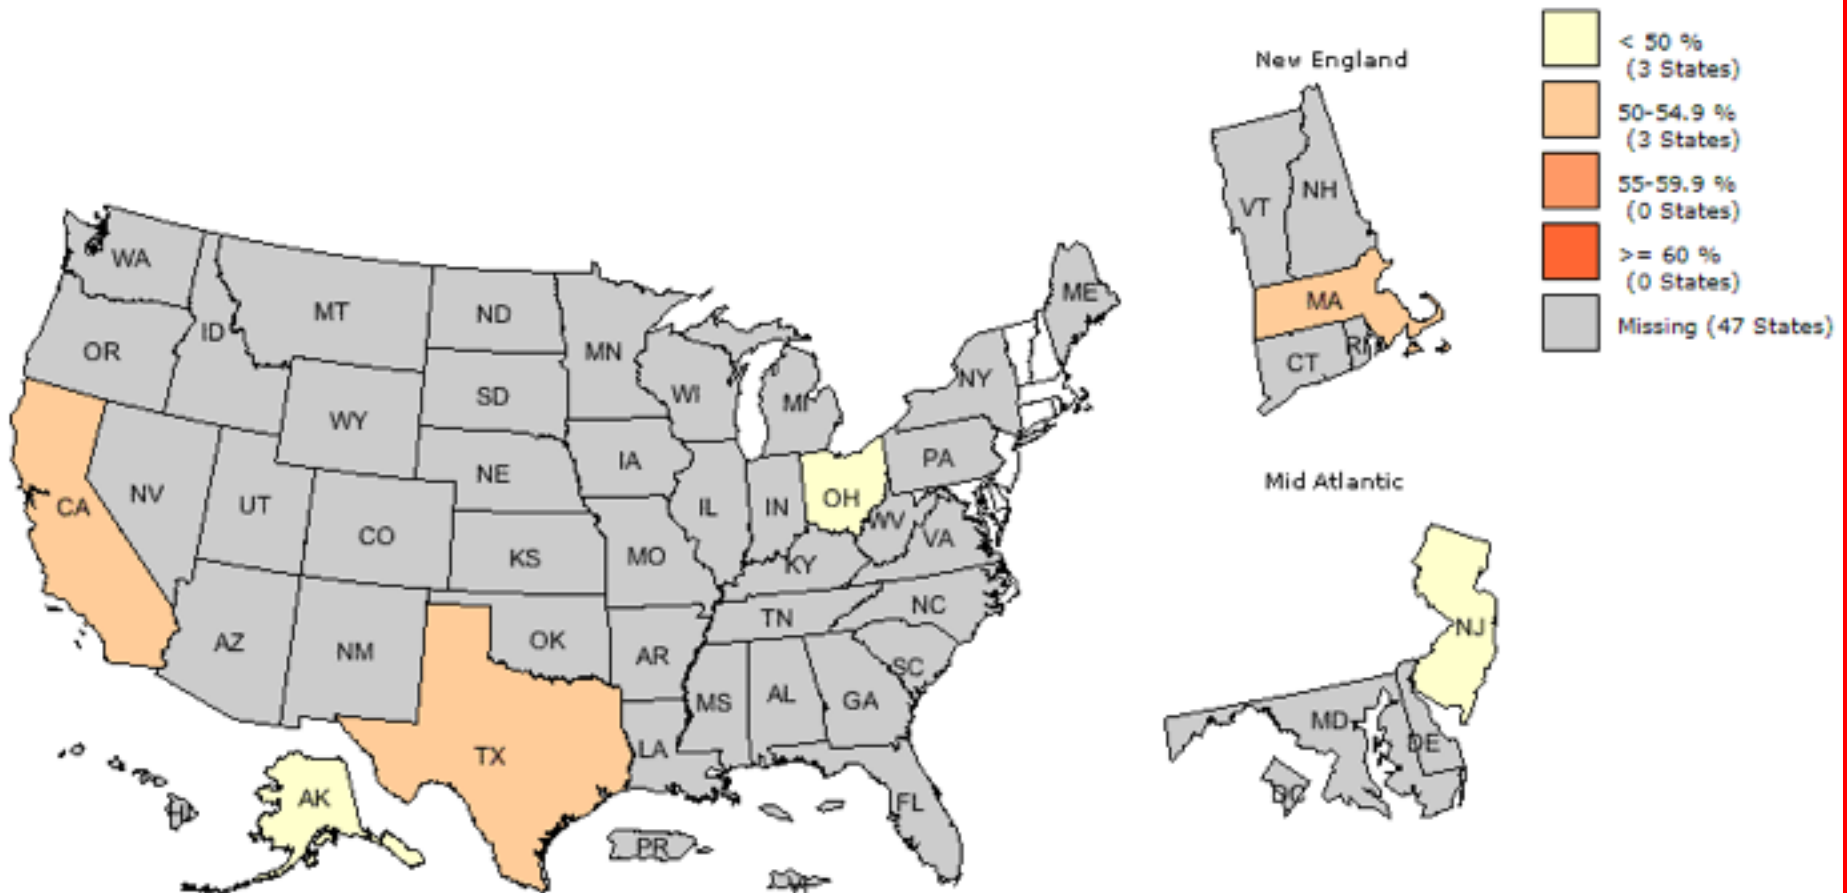 New England
VT
NH
MA
CT
RI
Mid Atlantic
NJ
MD
DE
DC
< 50 %
(3 States)
50-54.9 %
(3 States)
55-59.9 %
(0 States)
>= 60 %
(0 States)
Missing (47 States)
WA
MT
ND
MN
ME
OR
ID
WY
SD
WI
MI
NY
CA
NV
UT
CO
NE
IA
IL
IN
OH
PA
KS
MO
KY
WV
VA
AZ
NM
OK
AR
TN
NC
SC
TX
LA
MS
AL
GA
FL
AK
HI
PR